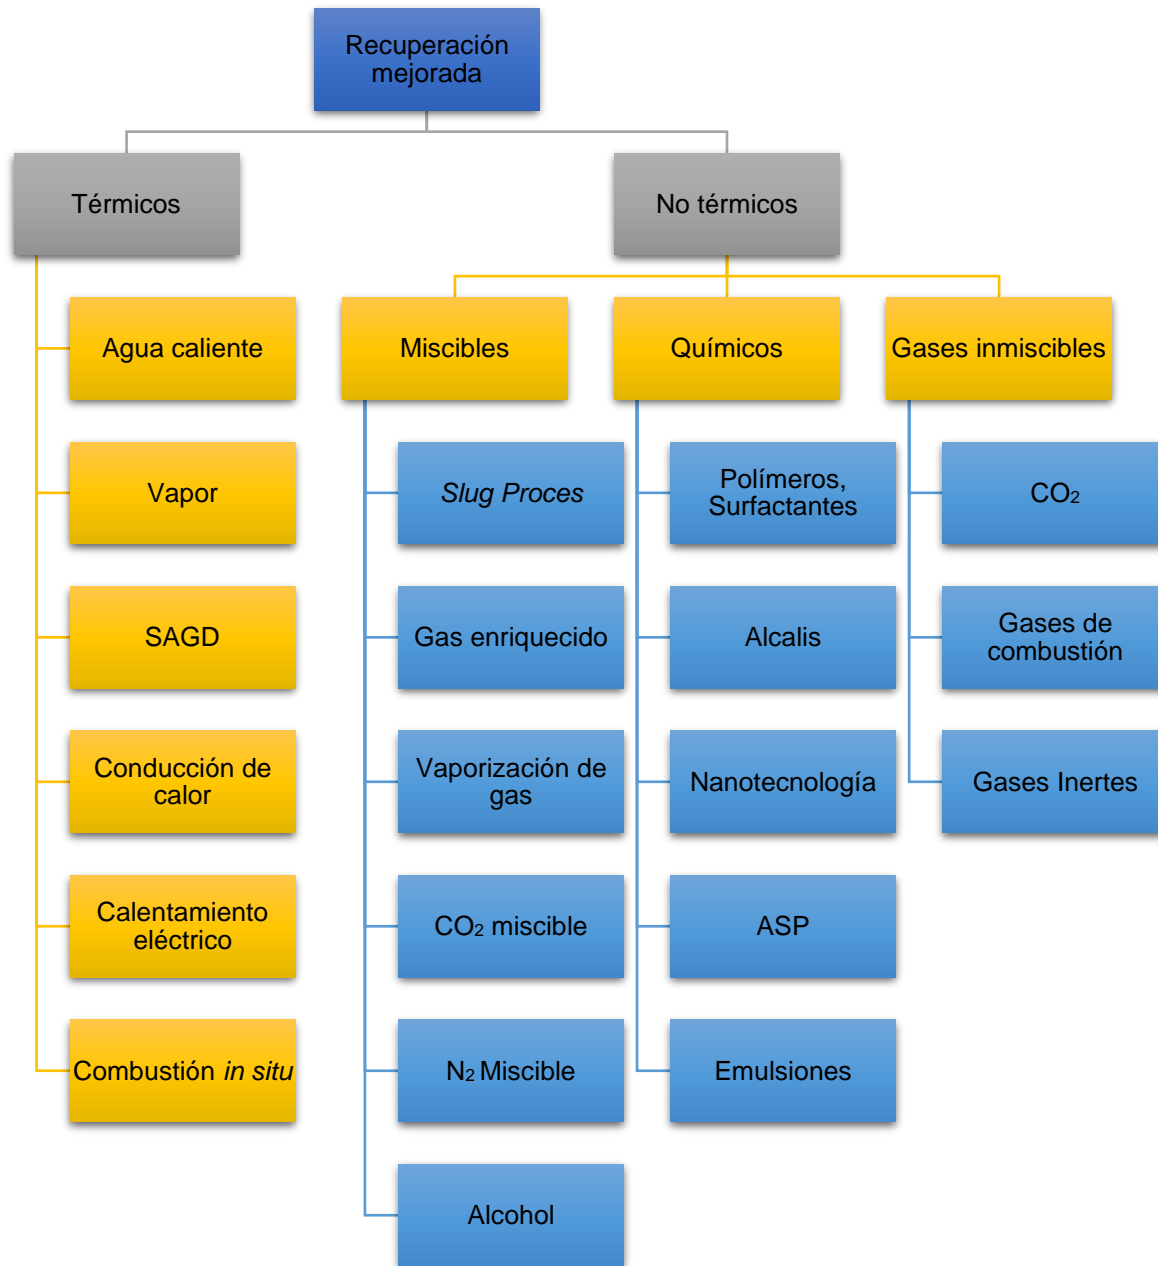 Recuperación
mejorada
Térmicos
No térmicos
Agua caliente
Vapor
SAGD
Conducción de
calor
Calentamiento
eléctrico
Combustión in situ
Miscibles
Slug Proces
Gas enriquecido
Vaporización de
gas
CO₂ miscible
N₂ Miscible
Alcohol
Químicos
Polímeros,
Surfactantes
Alcalis
Nanotecnología
ASP
Emulsiones
Gases inmiscibles
CO₂
Gases de
combustión
Gases Inertes